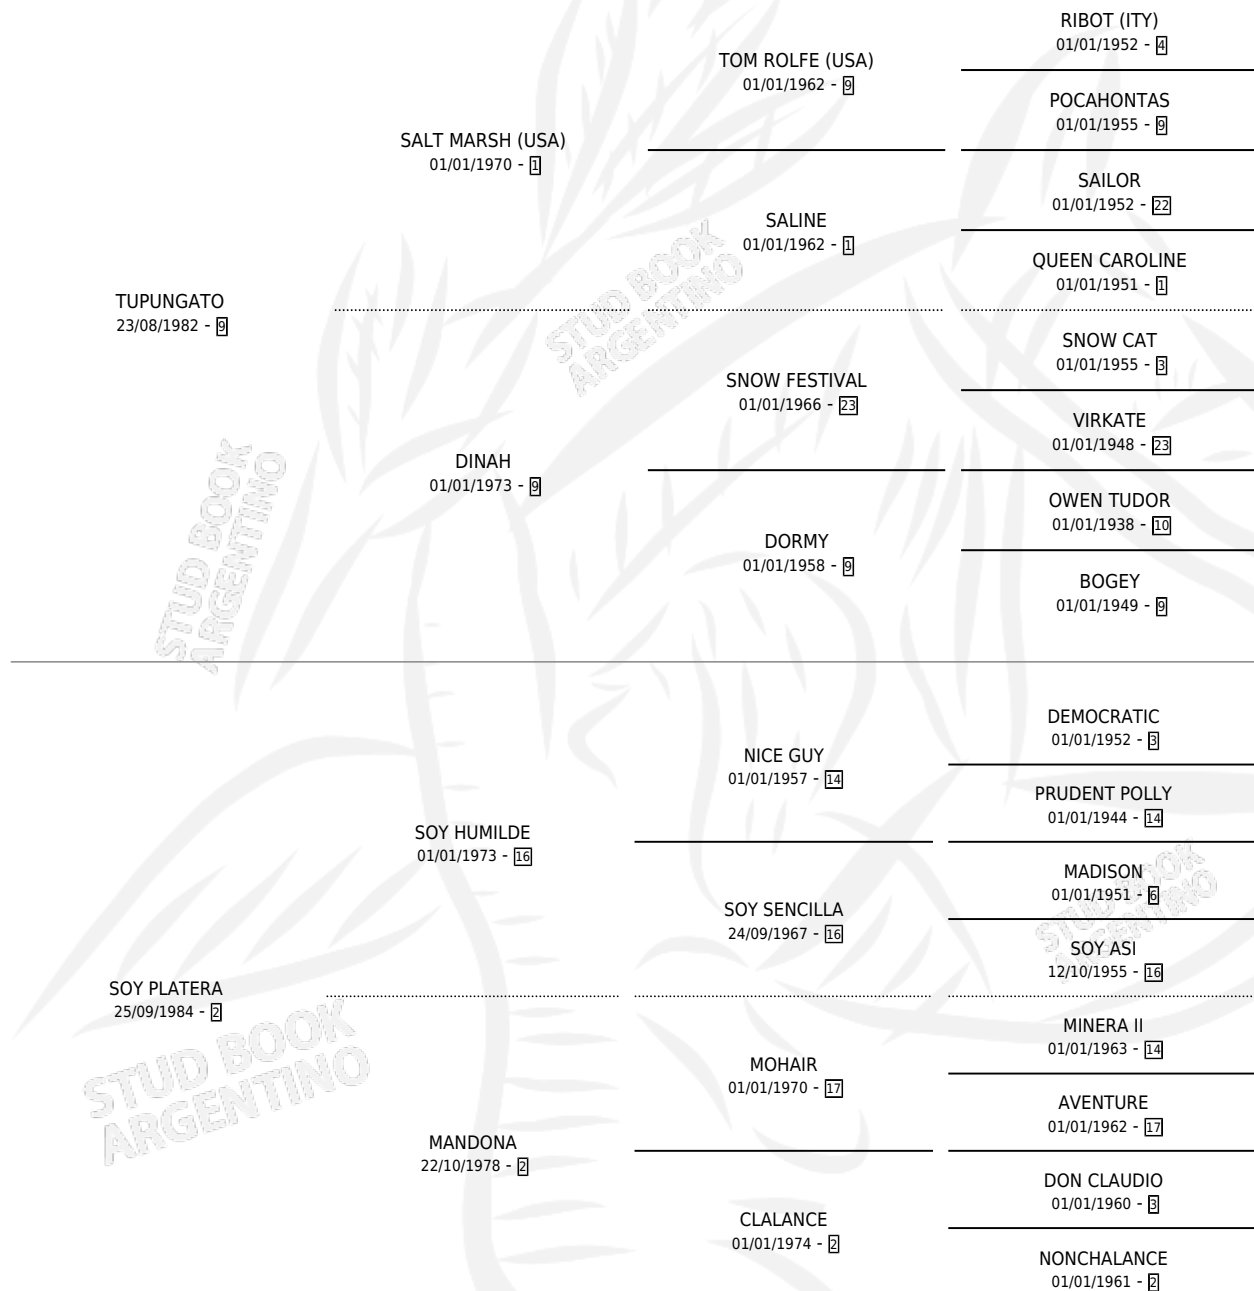 RIBOT (ITY)
01/01/1952 - 4
TOM ROLFE (USA)
01/01/1962 - 9
POCAHONTAS
01/01/1955 - 9
SALT MARSH (USA)
01/01/1970 - 1
SAILOR
01/01/1952 - 22
SALINE
01/01/1962 - 1
QUEEN CAROLINE
01/01/1951 - 1
STUD BOOK
ARGENTINO
TUPUNGATO
23/08/1982 - 9
SNOW CAT
01/01/1955 - 3
SNOW FESTIVAL
01/01/1966 - 23
VIRKATE
01/01/1948 - 23
DINAH
01/01/1973 - 9
OWEN TUDOR
01/01/1938 - 10
DORMY
01/01/1958 - 9
BOGEY
01/01/1949 - 9
STUD BOOK
ARGENTINO
DEMOCRATIC
01/01/1952 - 3
NICE GUY
01/01/1957 - 14
PRUDENT POLLY
01/01/1944 - 14
SOY HUMILDE
01/01/1973 - 16
MADISON
01/01/1951 - 6
SOY SENCILLA
24/09/1967 - 16
SOY ASI
12/10/1955 - 16
STUD BOOK
ARGENTINO
SOY PLATERA
25/09/1984 - 2
MINERA II
01/01/1963 - 14
MOHAIR
01/01/1970 - 17
AVENTURE
01/01/1962 - 17
STUD BOOK
ARGENTINO
MANDONA
22/10/1978 - 2
DON CLAUDIO
01/01/1960 - 3
CLALANCE
01/01/1974 - 2
NONCHALANCE
01/01/1961 - 2